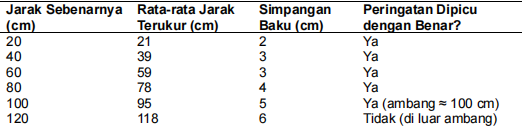 Jarak Sebenarnya (cm) Rata-rata Jarak Terukur (cm) Simpangan Baku (cm) Peringatan Dipicu dengan Benar?
20 21 2 Ya
40 39 3 Ya
60 59 3 Ya
80 78 4 Ya
100 95 5 Ya (ambang ≈ 100 cm)
120 118 6 Tidak (di luar ambang)